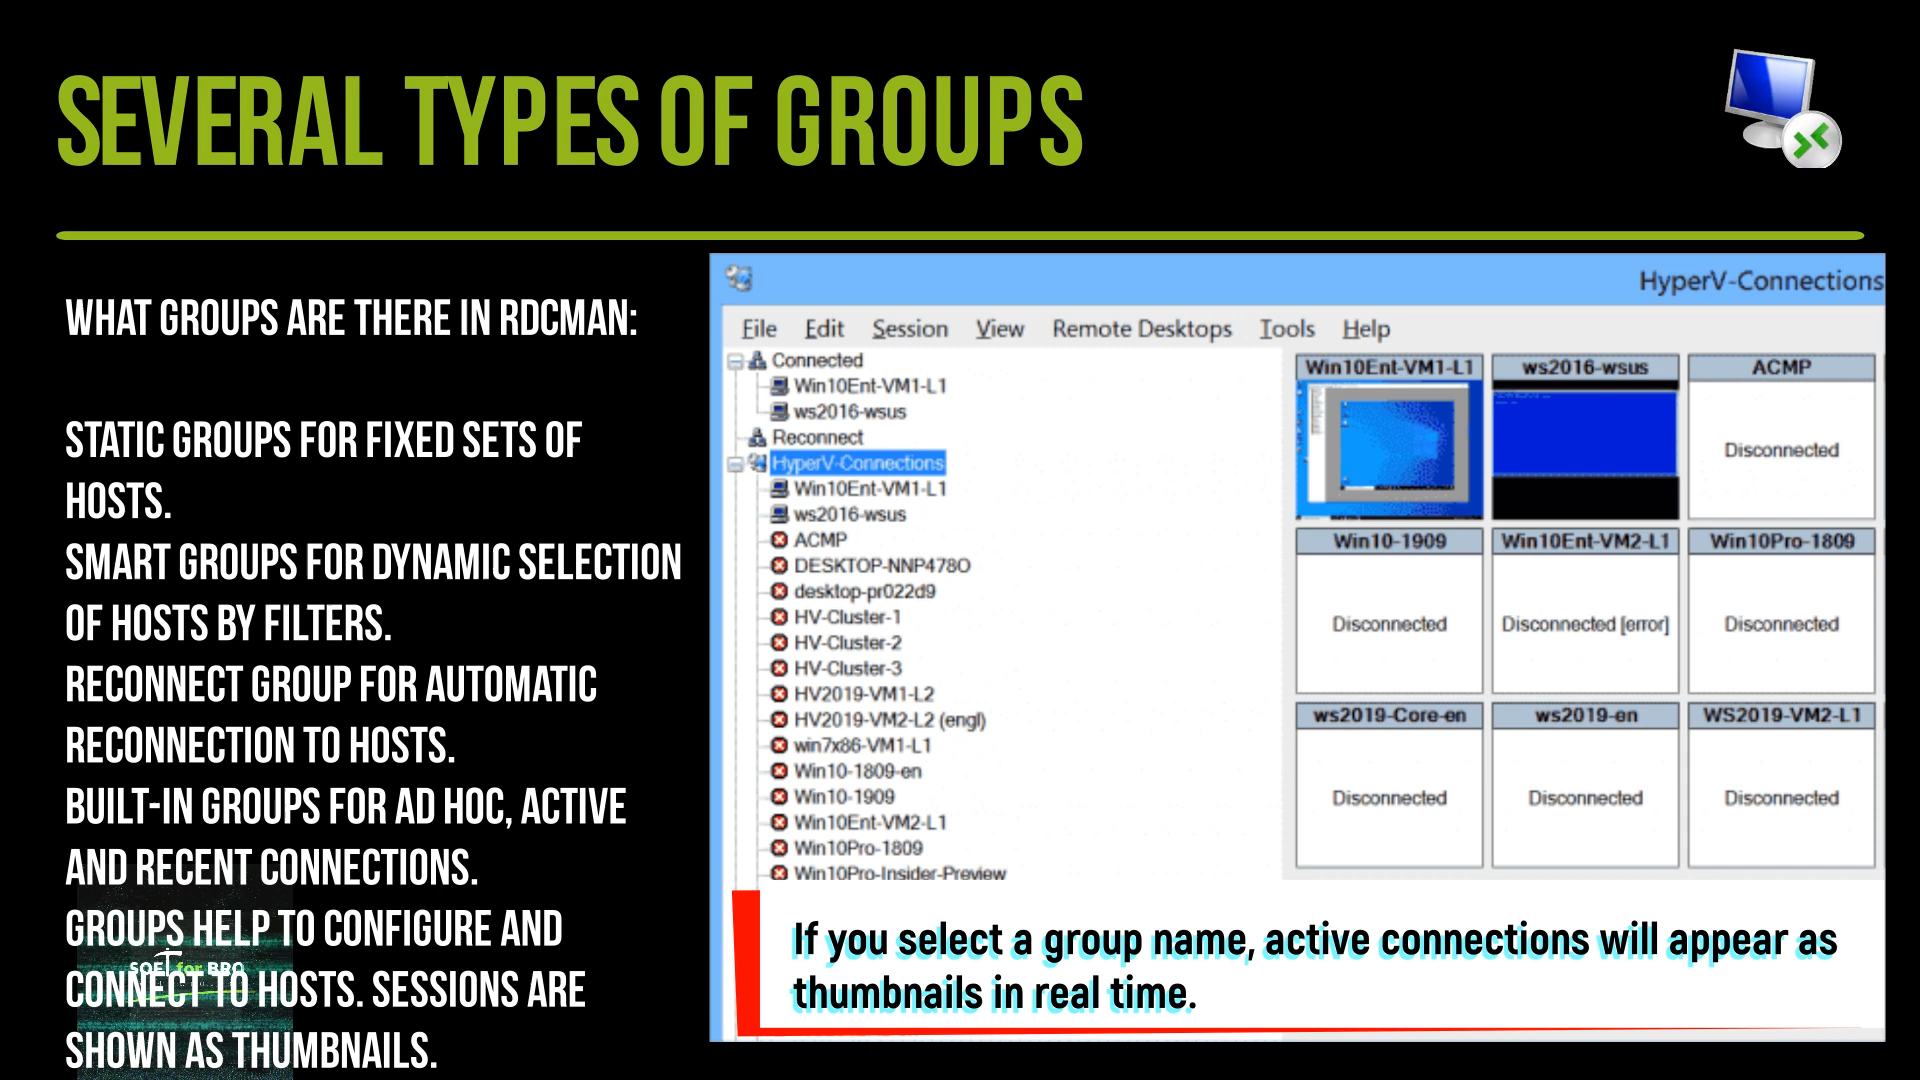 SEVERAL TYPES OF GROUPS
WHAT GROUPS ARE THERE IN RDCMAN:
STATIC GROUPS FOR FIXED SETS OF
HOSTS.
SMART GROUPS FOR DYNAMIC SELECTION
OF HOSTS BY FILTERS.
RECONNECT GROUP FOR AUTOMATIC
RECONNECTION TO HOSTS.
BUILT-IN GROUPS FOR AD HOC, ACTIVE
AND RECENT CONNECTIONS.
GROUPS HELP TO CONFIGURE AND
CONNECT TO HOSTS. SESSIONS ARE
SHOWN AS THUMBNAILS.
SOFT for BRO
HyperV-Connections
File Edit Session View Remote Desktops Tools Help
Connected
Win10Ent-VM1-L1
ws2016-wsus
Reconnect
HyperV-Connections
Win10Ent-VM1-L1
ws2016-wsus
ACMP
DESKTOP-NNP478O
desktop-pr022d9
HV-Cluster-1
HV-Cluster-2
HV-Cluster-3
HV2019-VM1-L2
HV2019-VM2-L2 (engl)
win7x86-VM1-L1
Win10-1809-en
Win10-1909
Win10Ent-VM2-L1
Win10Pro-1809
Win10Pro-Insider-Preview
Win10Ent-VM1-L1 ws2016-wsus ACMP
Disconnected
Win10-1909 Win10Ent-VM2-L1 Win10Pro-1809
Disconnected Disconnected [error] Disconnected
ws2019-Core-en ws2019-en WS2019-VM2-L1
Disconnected Disconnected Disconnected
If you select a group name, active connections will appear as
thumbnails in real time.